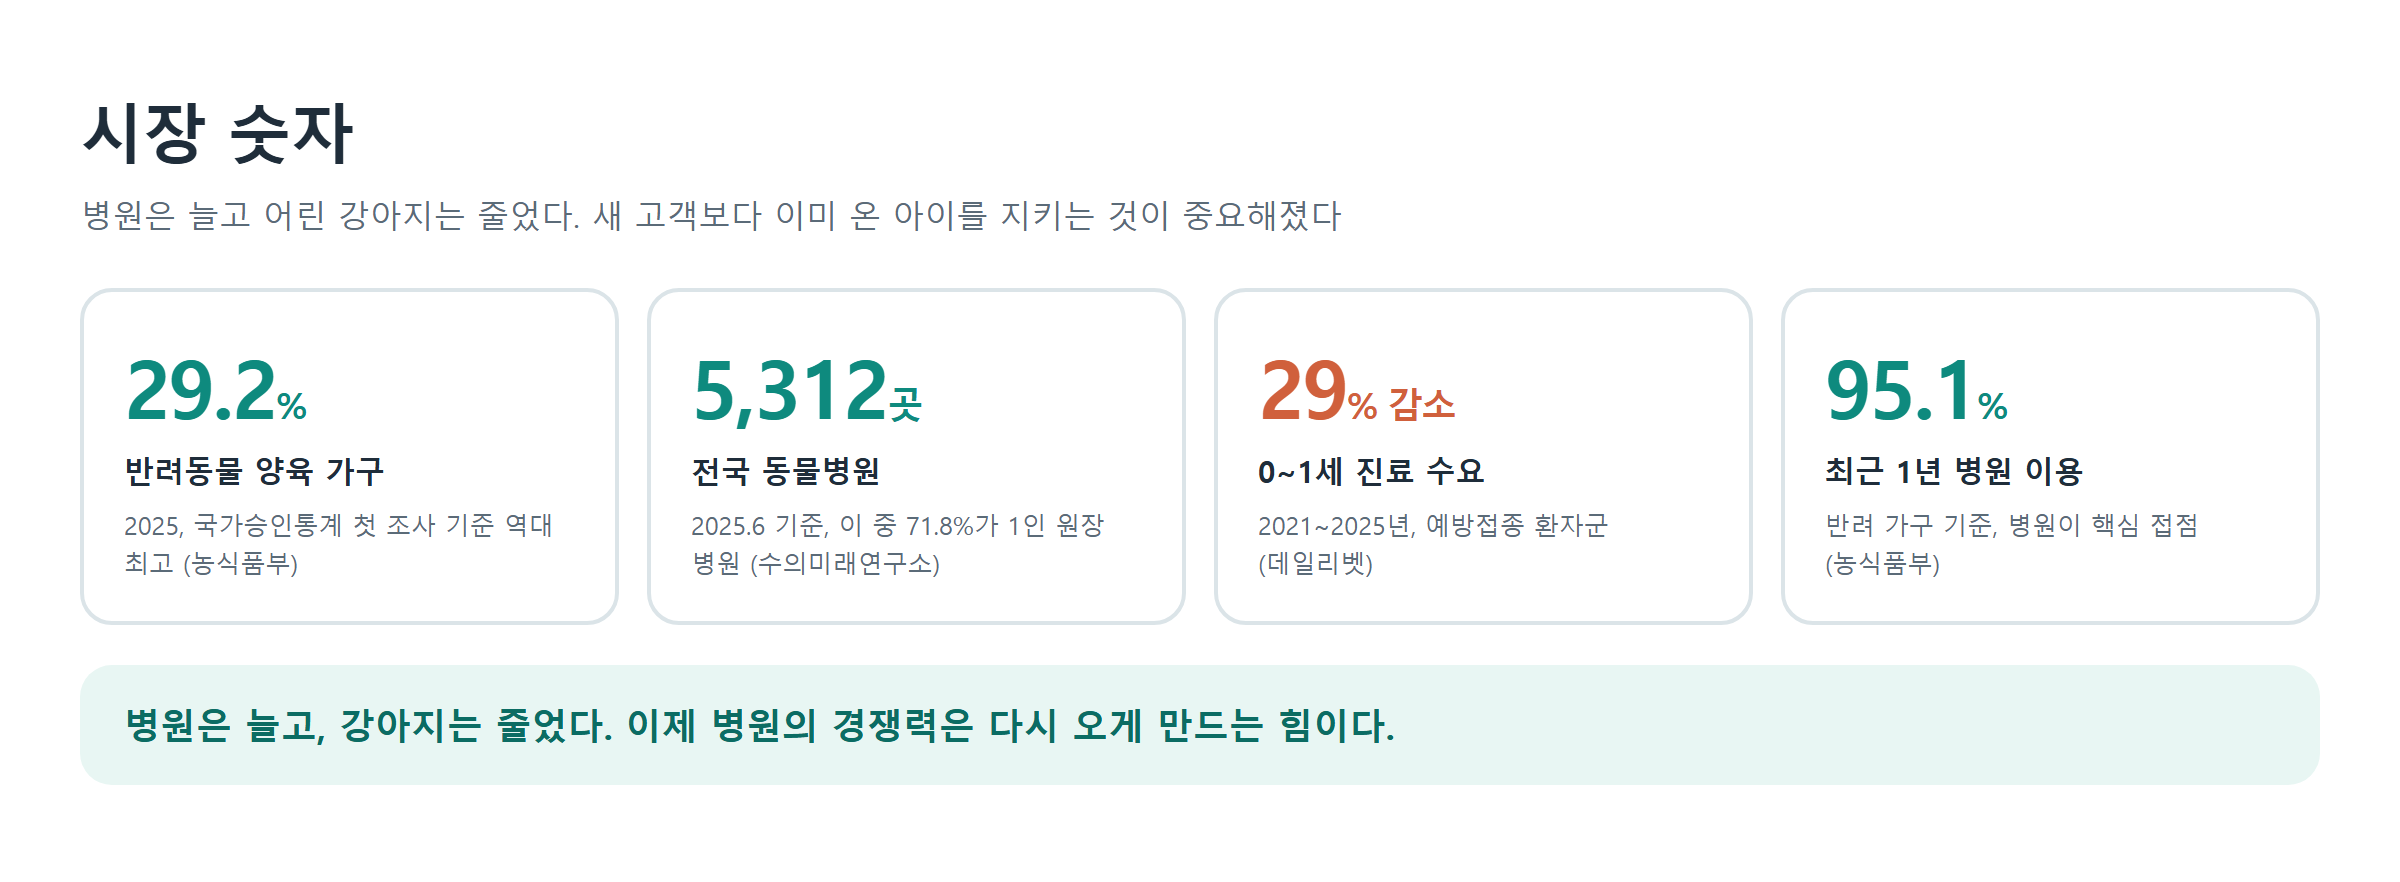 시장 숫자
병원은 늘고 어린 강아지는 줄었다. 새 고객보다 이미 온 아이를 지키는 것이 중요해졌다
29.2%
반려동물 양육 가구
2025, 국가승인통계 첫 조사 기준 역대
최고 (농식품부)
5,312곳
전국 동물병원
2025.6 기준, 이 중 71.8%가 1인 원장
병원 (수의미래연구소)
29% 감소
0~1세 진료 수요
2021~2025년, 예방접종 환자군
(데일리벳)
95.1%
최근 1년 병원 이용
반려 가구 기준, 병원이 핵심 접점
(농식품부)
병원은 늘고, 강아지는 줄었다. 이제 병원의 경쟁력은 다시 오게 만드는 힘이다.